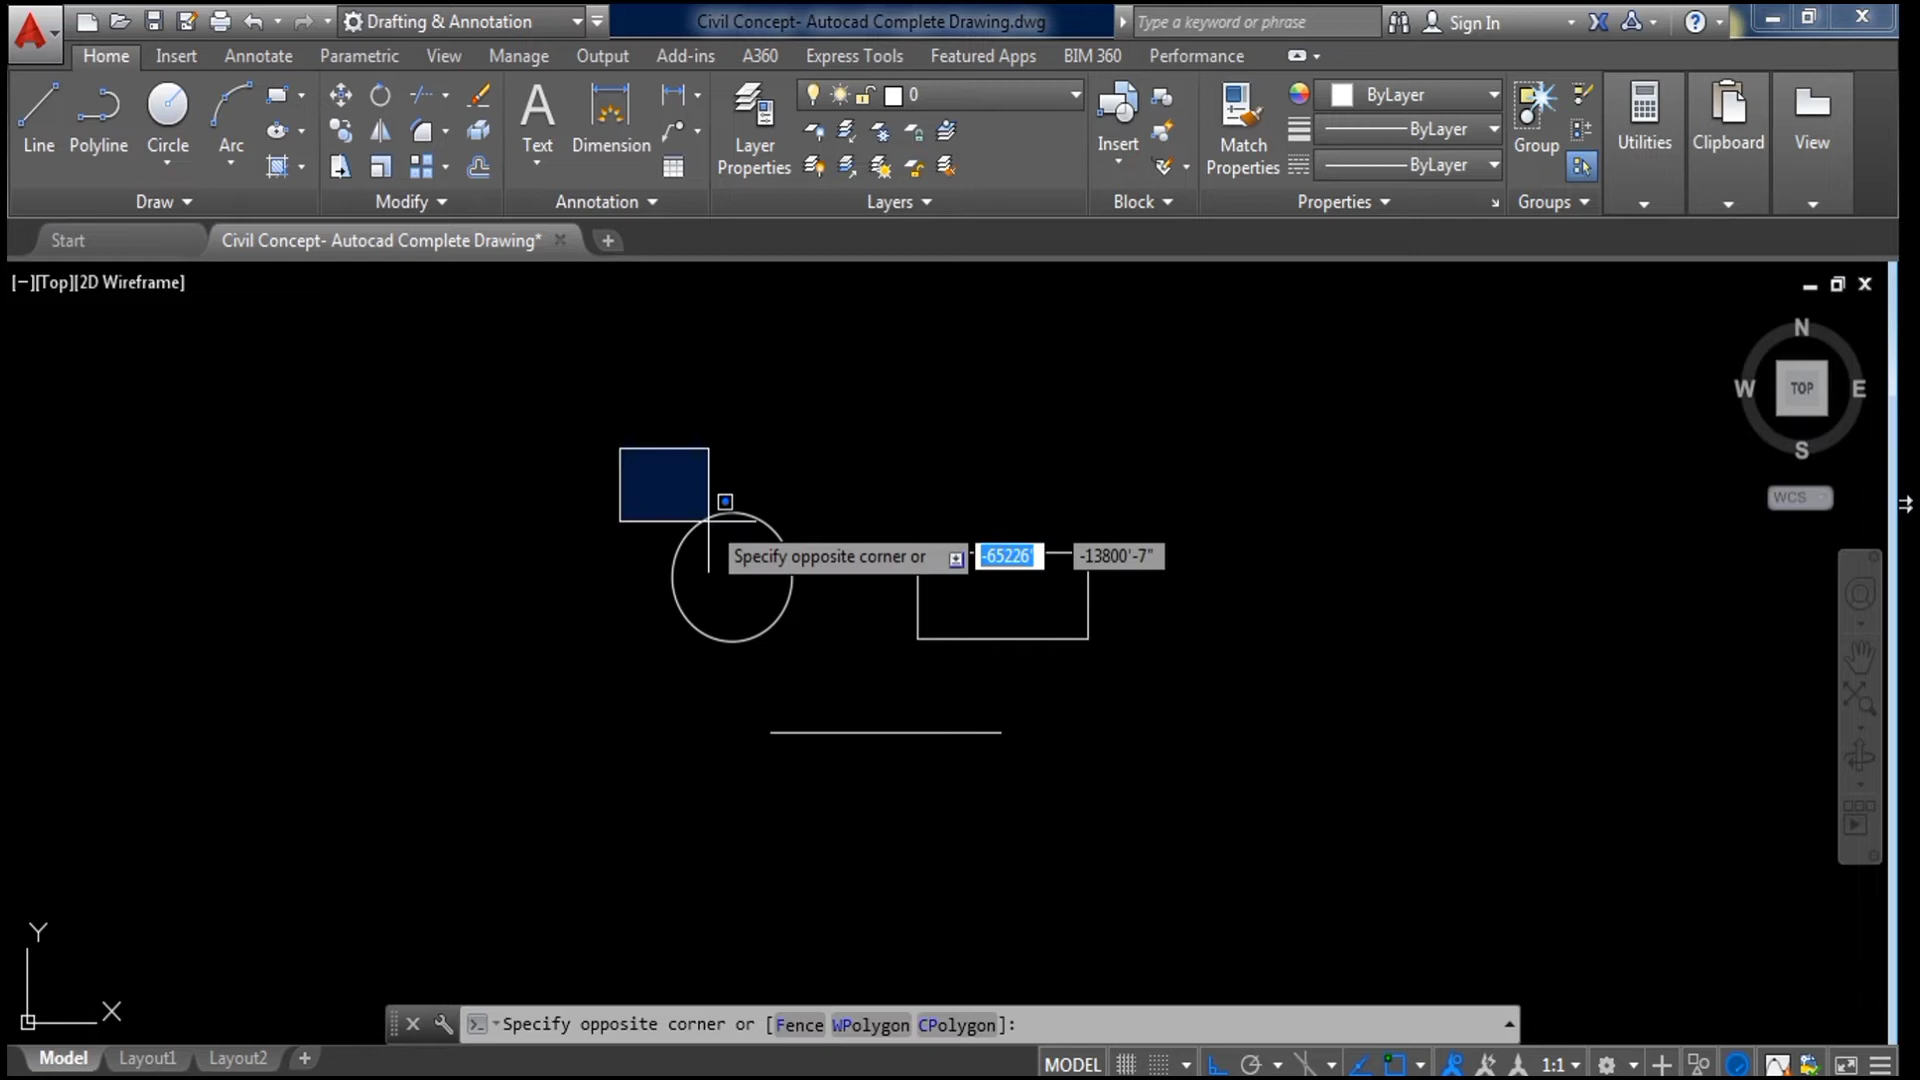 Drafting & Annotation
Civil Concept- Autocad Complete Drawing.dwg
Type a keyword or phrase
Sign In
Home Insert Annotate Parametric View Manage Output Add-ins A360 Express Tools Featured Apps BIM 360 Performance
0
ByLayer
ByLayer
ByLayer
Line Polyline Circle Arc
Text Dimension
Layer Properties
Insert
Match Properties
Group
Utilities
Clipboard
View
Draw Modify Annotation Layers Block Properties Groups
Start
Civil Concept- Autocad Complete Drawing*
[−][Top][2D Wireframe]
N
W TOP E
S
WCS
Specify opposite corner or -65226' -13800'-7"
Y
X
Specify opposite corner or [Fence WPolygon CPolygon]:
Model Layout1 Layout2 +
MODEL 1:1